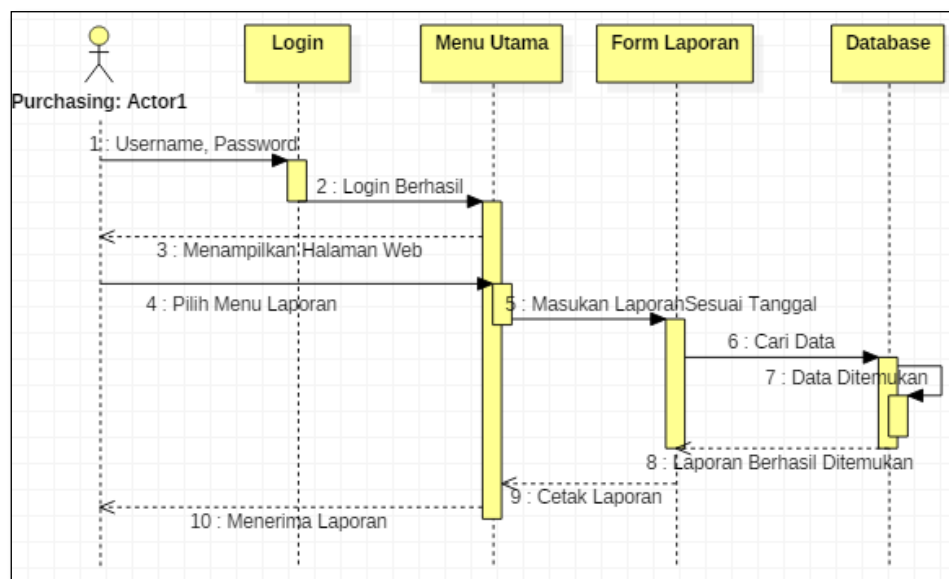 Login
Menu Utama
Form Laporan
Database
Purchasing: Actor1
1 : Username, Password
2 : Login Berhasil
3 : Menampilkan Halaman Web
4 : Pilih Menu Laporan
5 : Masukan LaporanSesuai Tanggal
6 : Cari Data
7 : Data Ditemukan
8 : Laporan Berhasil Ditemukan
9 : Cetak Laporan
10 : Menerima Laporan